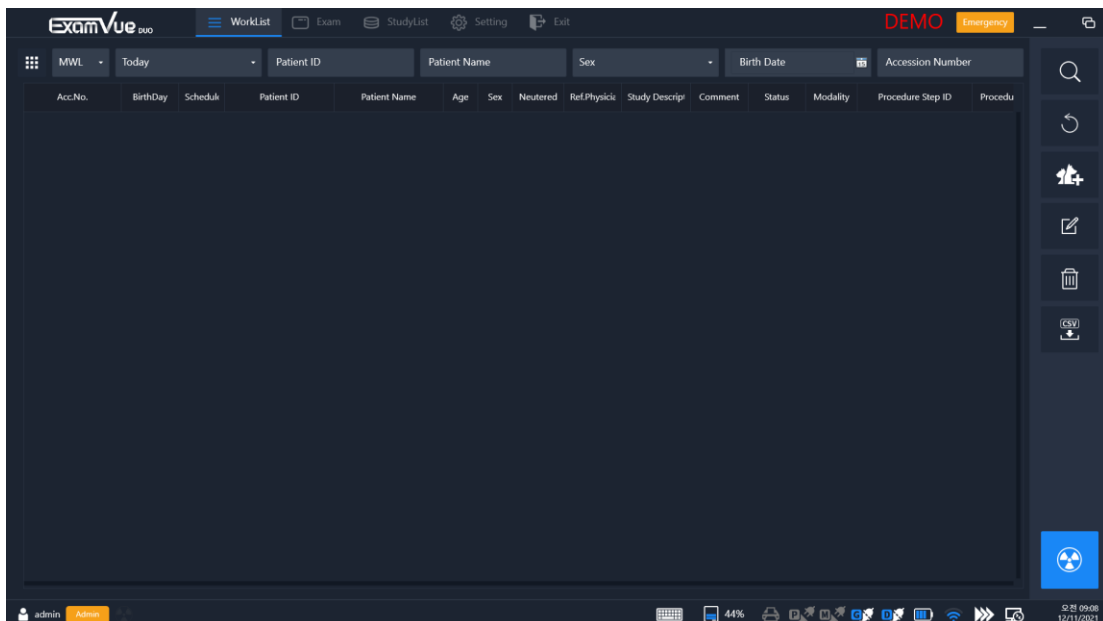 ExamVue DUO WorkList Exam StudyList Setting Exit DEMO Emergency
MWL Today Patient ID Patient Name Sex Birth Date 15 Accession Number
Acc.No. BirthDay Schedule Patient ID Patient Name Age Sex Neutered Ref.Physicia Study Descript Comment Status Modality Procedure Step ID Procedu
CSV
admin Admin 44% P M G D 오전 09:08
12/11/2021